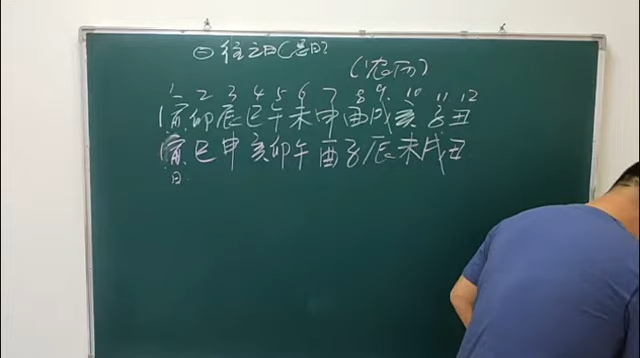 ㊀ 往亡日(忌日)
(农历)
1 2 3 4 5 6 7 8 9 10 11 12
寅卯辰巳午未申酉戌亥子丑
寅巳申亥卯午酉子辰未戌丑
日